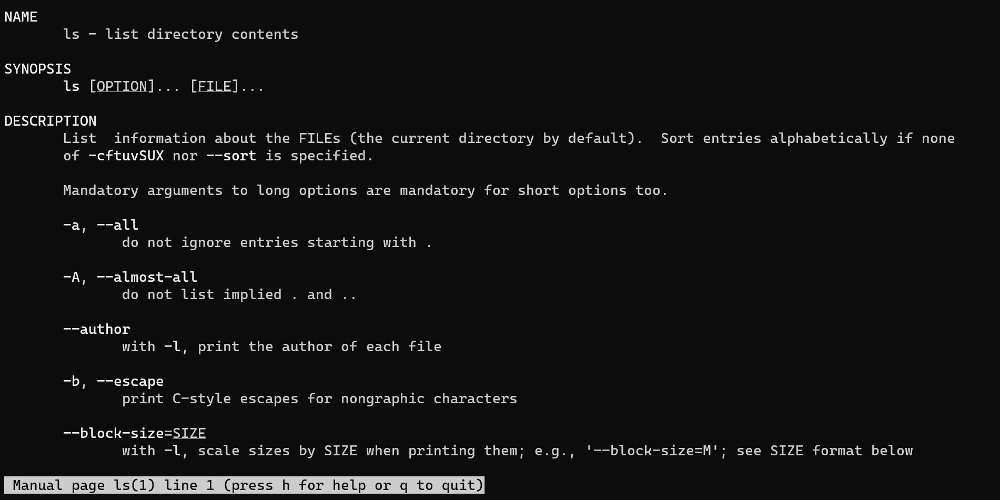 NAME
ls - list directory contents
SYNOPSIS
ls [OPTION]... [FILE]...
DESCRIPTION
List  information about the FILEs (the current directory by default).  Sort entries alphabetically if none
of -cftuvSUX nor --sort is specified.
Mandatory arguments to long options are mandatory for short options too.
-a, --all
do not ignore entries starting with .
-A, --almost-all
do not list implied . and ..
--author
with -l, print the author of each file
-b, --escape
print C-style escapes for nongraphic characters
--block-size=SIZE
with -l, scale sizes by SIZE when printing them; e.g., '--block-size=M'; see SIZE format below
Manual page ls(1) line 1 (press h for help or q to quit)